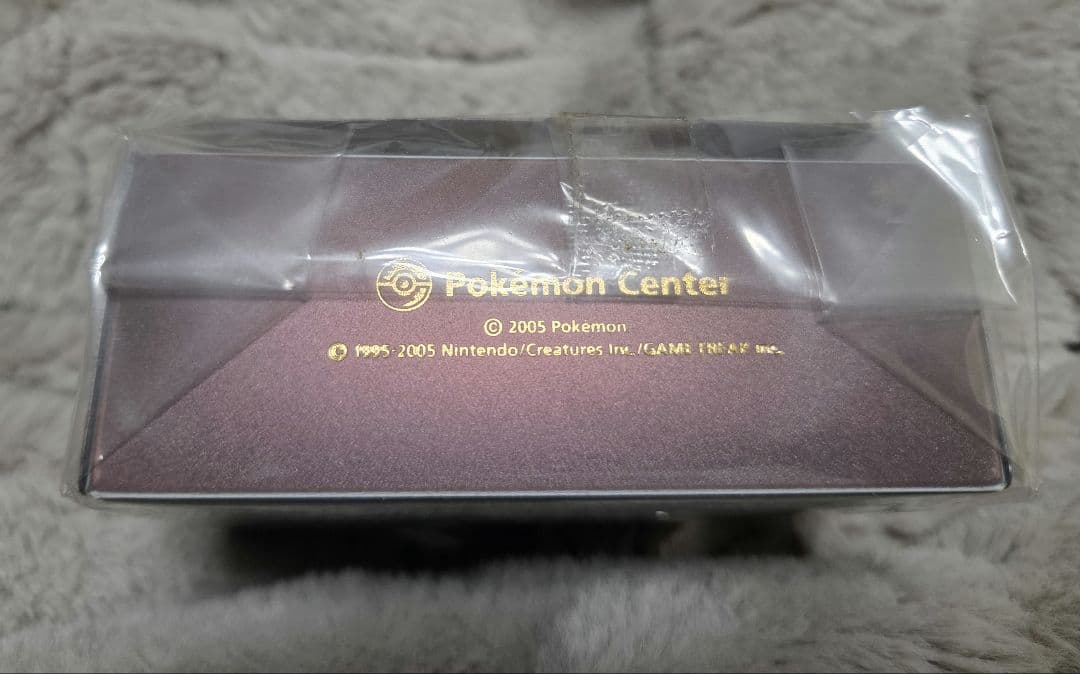 Pokémon Center
© 2005 Pokémon
© 1995-2005 Nintendo/Creatures Inc./GAME FREAK inc.